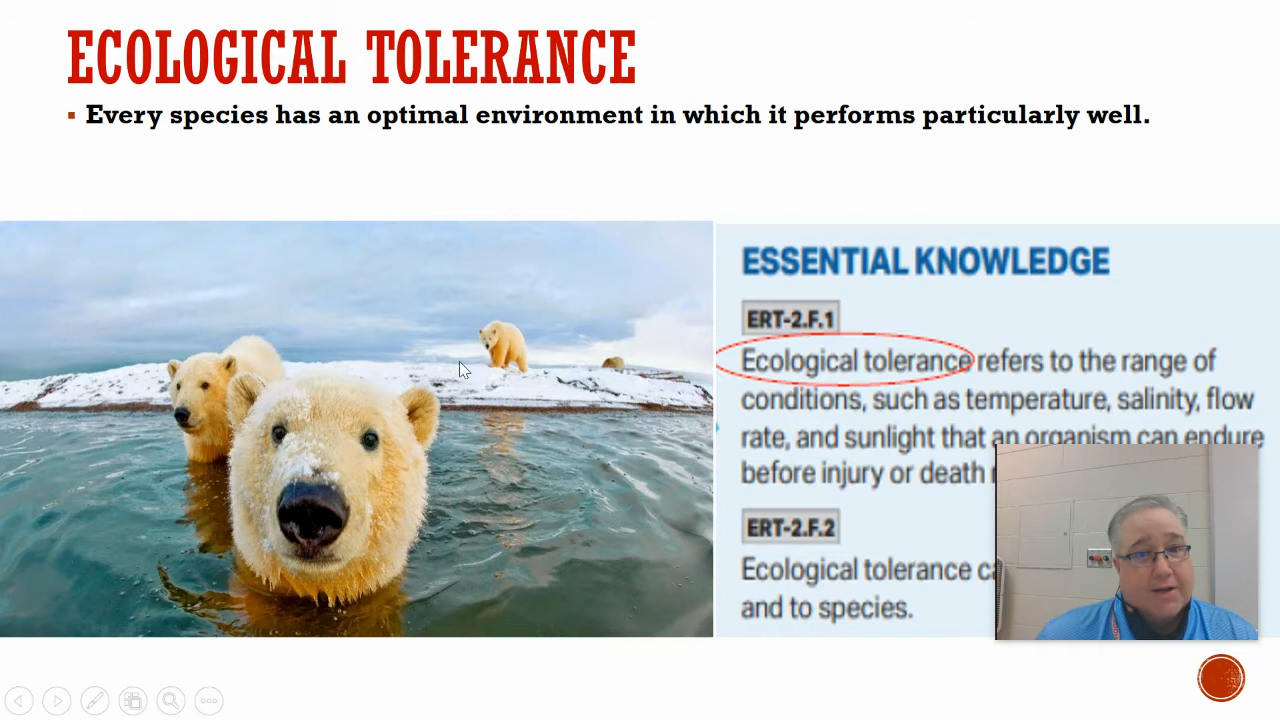 ECOLOGICAL TOLERANCE
Every species has an optimal environment in which it performs particularly well.
ESSENTIAL KNOWLEDGE
ERT-2.F.1
Ecological tolerance refers to the range of
conditions, such as temperature, salinity, flow
rate, and sunlight that an organism can endure
before injury or death
ERT-2.F.2
Ecological tolerance
and to species.